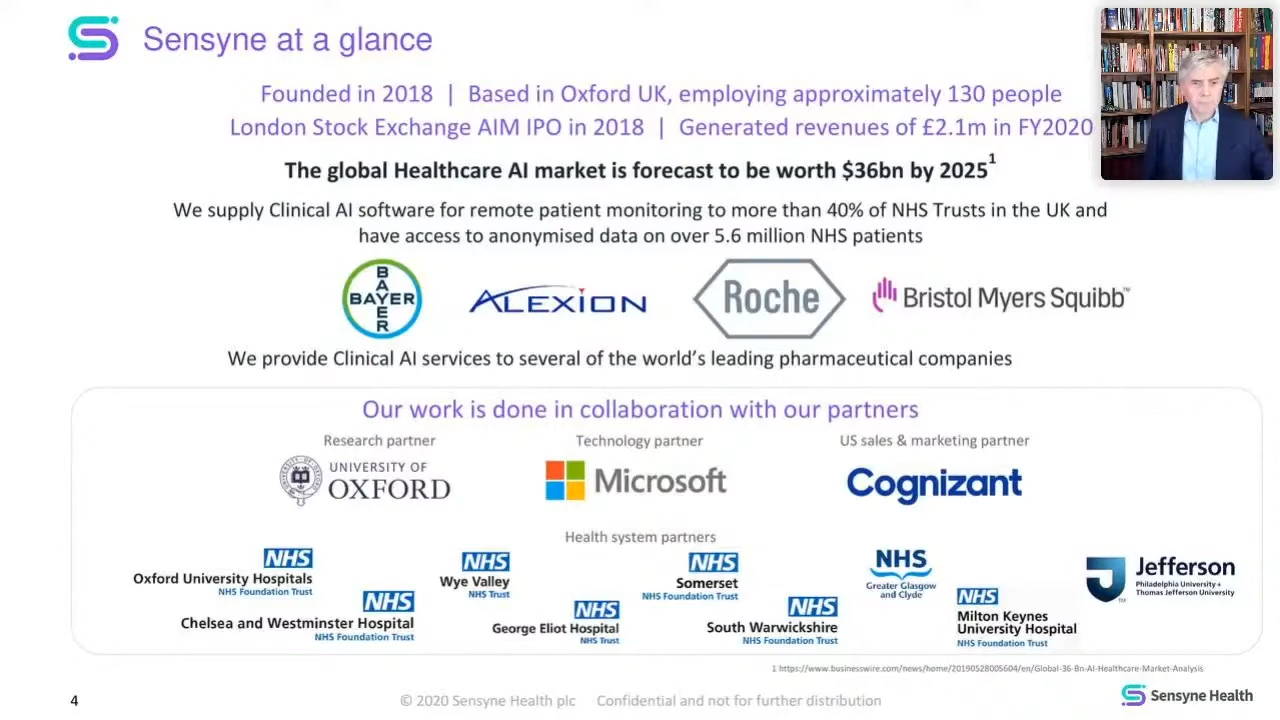 Sensyne at a glance
Founded in 2018 | Based in Oxford UK, employing approximately 130 people
London Stock Exchange AIM IPO in 2018 | Generated revenues of £2.1m in FY2020
The global Healthcare AI market is forecast to be worth $36bn by 2025¹
We supply Clinical AI software for remote patient monitoring to more than 40% of NHS Trusts in the UK and
have access to anonymised data on over 5.6 million NHS patients
BAYER
BAYER
ALEXION
Roche
Bristol Myers Squibb™
We provide Clinical AI services to several of the world's leading pharmaceutical companies
Our work is done in collaboration with our partners
Research partner
Technology partner
US sales & marketing partner
UNIVERSITY OF
OXFORD
Microsoft
Cognizant
Health system partners
NHS
Oxford University Hospitals
NHS Foundation Trust
NHS
Chelsea and Westminster Hospital
NHS Foundation Trust
NHS
Wye Valley
NHS Trust
NHS
George Eliot Hospital
NHS Trust
NHS
Somerset
NHS Foundation Trust
NHS
South Warwickshire
NHS Foundation Trust
NHS
Greater Glasgow
and Clyde
NHS
Milton Keynes
University Hospital
NHS Foundation Trust
Jefferson
Philadelphia University +
Thomas Jefferson University
TM
1 https://www.businesswire.com/news/home/20190528005604/en/Global-36-Bn-AI-Healthcare-Market-Analysis
4
© 2020 Sensyne Health plc Confidential and not for further distribution
Sensyne Health